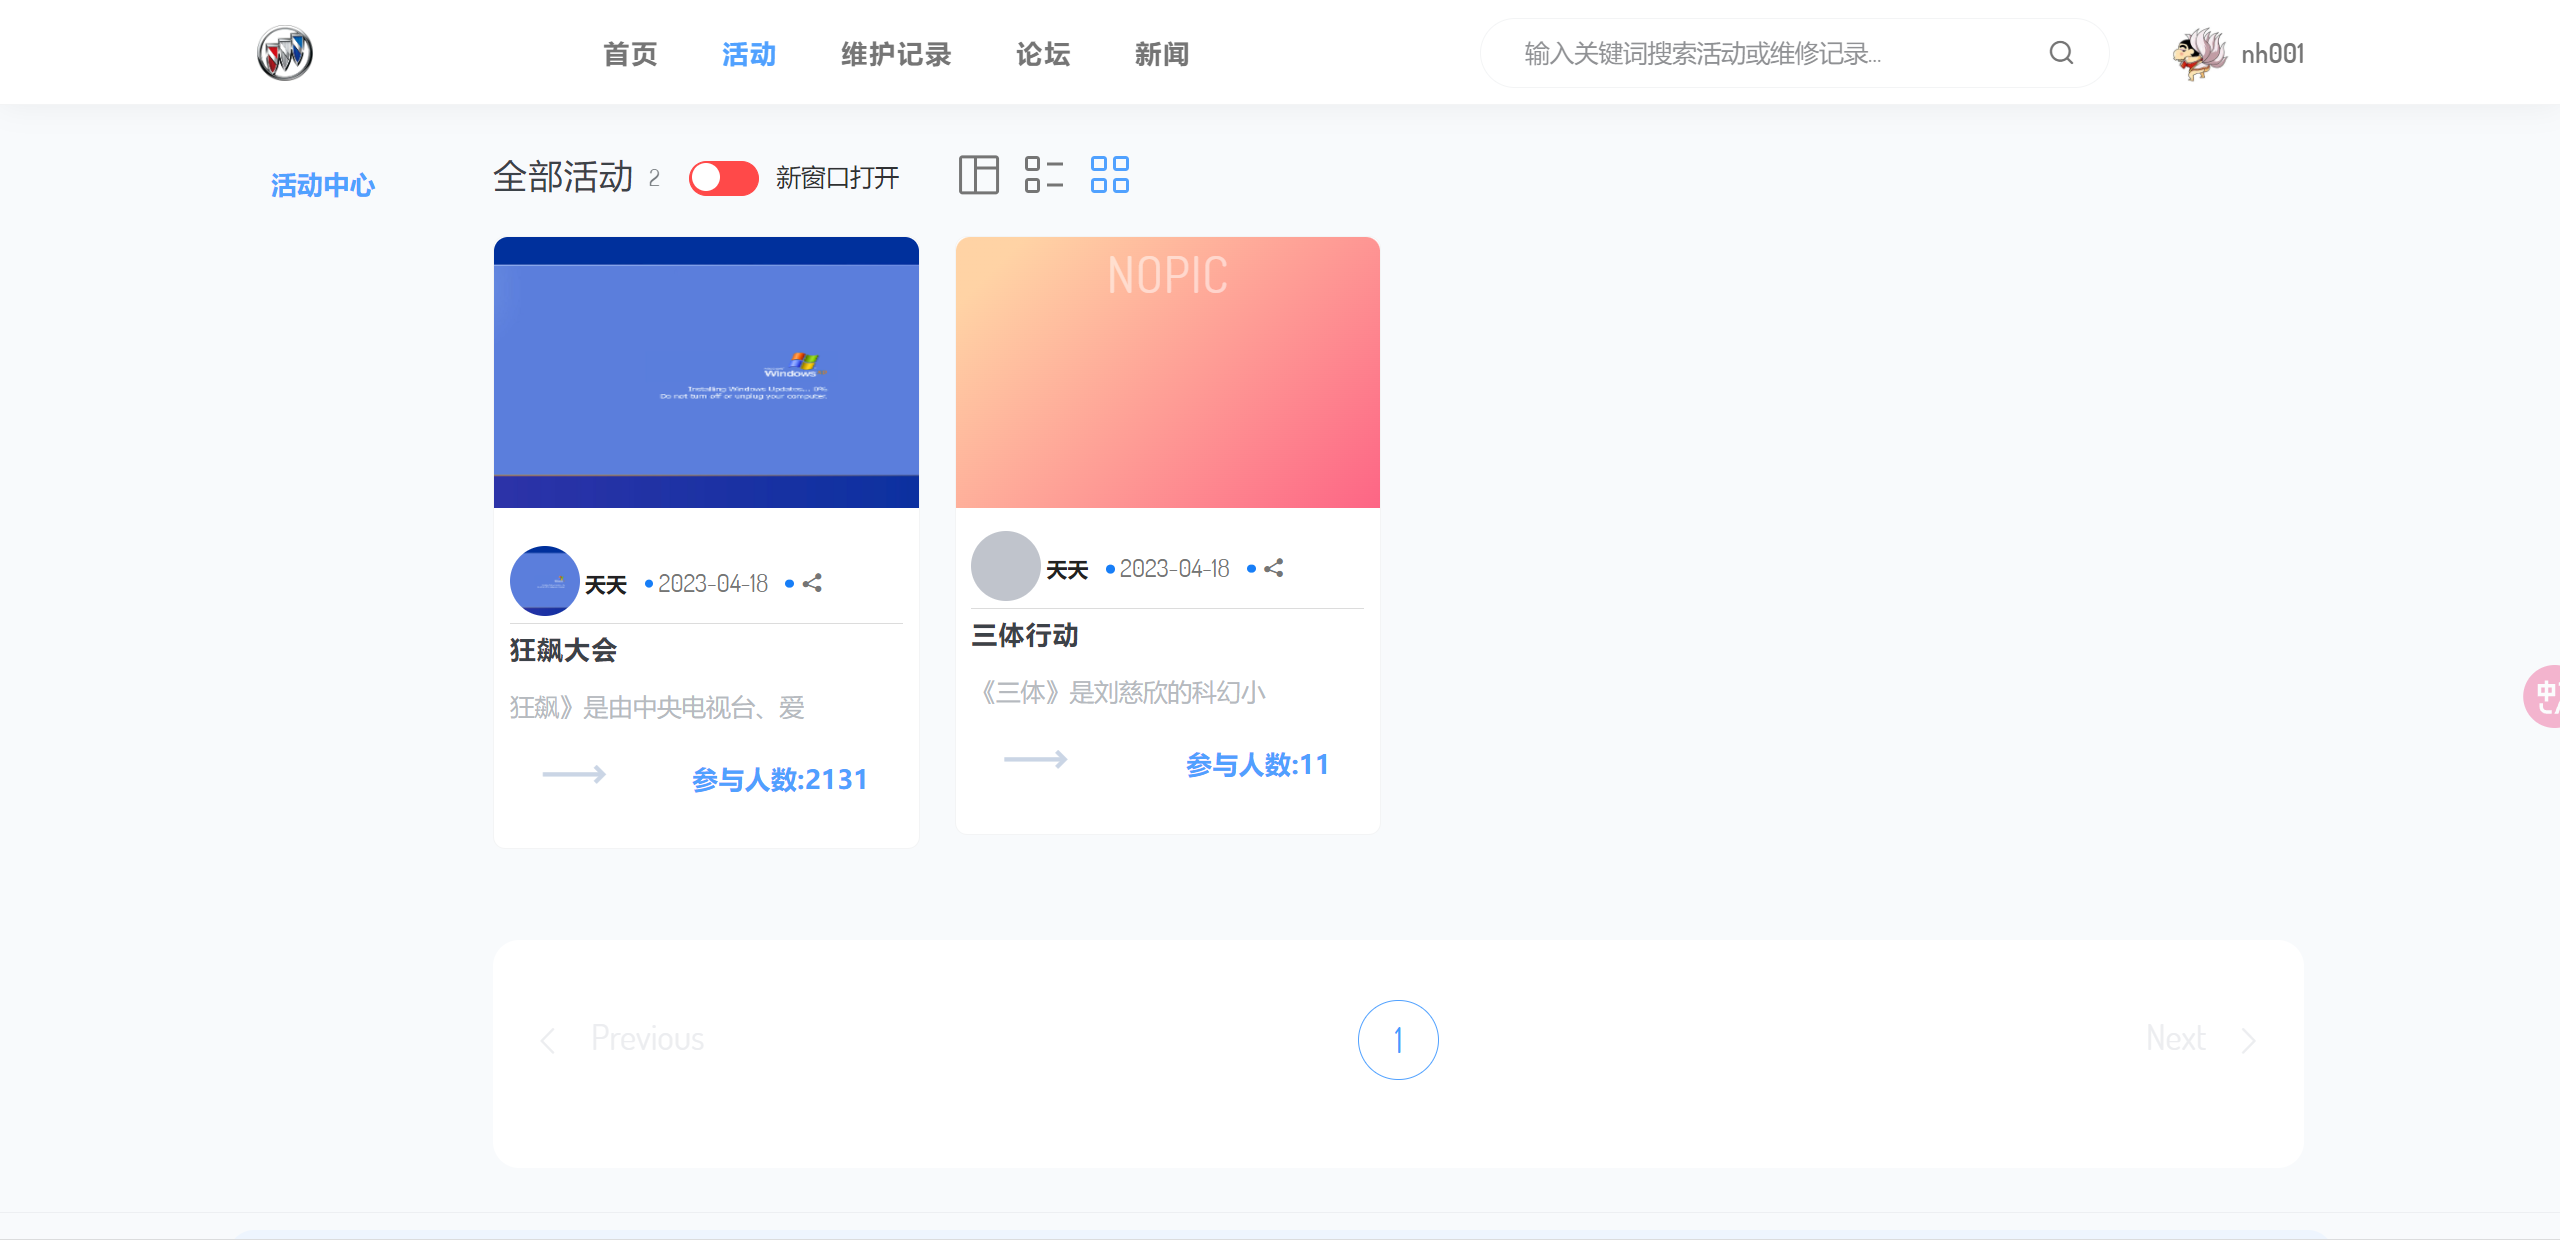 首页 活动 维护记录 论坛 新闻 输入关键词搜索活动或维修记录... nh001
活动中心
全部活动 2 新窗口打开
Windows
Installing Windows Updates... 9%
Do not turn off or unplug your computer.
天天 2023-04-18
狂飙大会
狂飙》是由中央电视台、爱
参与人数:2131
NOPIC
天天 2023-04-18
三体行动
《三体》是刘慈欣的科幻小
参与人数:11
中
Previous 1 Next